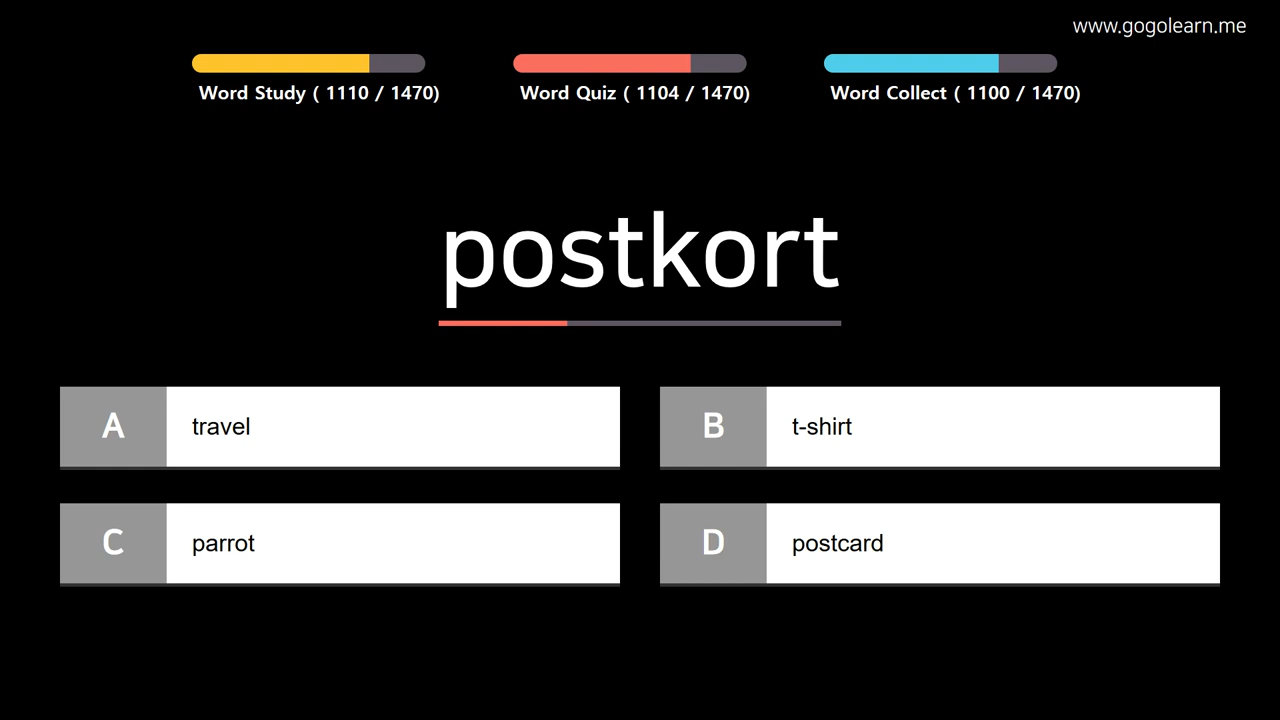 www.gogolearn.me
Word Study ( 1110 / 1470)
Word Quiz ( 1104 / 1470)
Word Collect ( 1100 / 1470)
postkort
A travel
B t-shirt
C parrot
D postcard